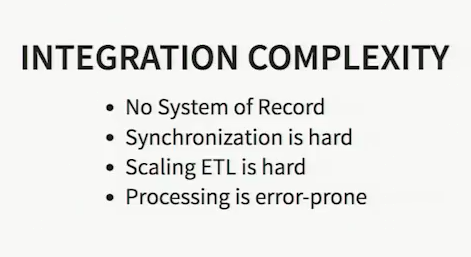 INTEGRATION COMPLEXITY
• No System of Record
• Synchronization is hard
• Scaling ETL is hard
• Processing is error-prone